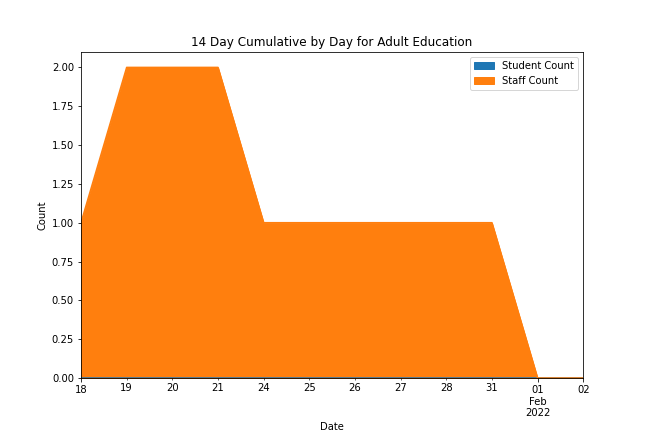 14 Day Cumulative by Day for Adult Education
Student Count
Staff Count
2.00
1.75
1.50
1.25
1.00
0.75
0.50
0.25
0.00
Count
18 19 20 21 24 25 26 27 28 31 01 02
Feb
2022
Date